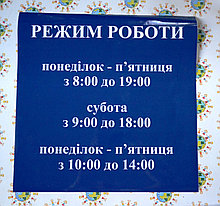 РЕЖИМ РОБОТИ
понеділок - п'ятниця
з 8:00 до 19:00
субота
з 9:00 до 18:00
понеділок - п'ятниця
з 10:00 до 14:00